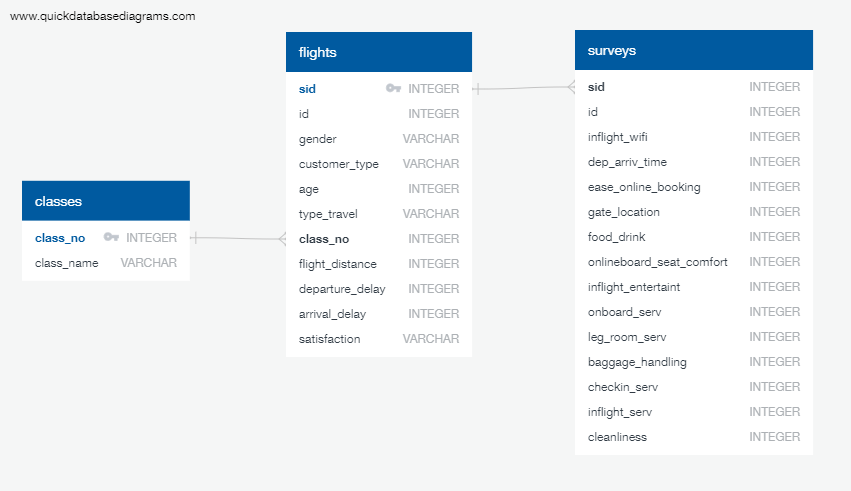 www.quickdatabasediagrams.com
classes
class_no INTEGER
class_name VARCHAR
flights
sid INTEGER
id INTEGER
gender VARCHAR
customer_type VARCHAR
age INTEGER
type_travel VARCHAR
class_no INTEGER
flight_distance INTEGER
departure_delay INTEGER
arrival_delay INTEGER
satisfaction VARCHAR
surveys
sid INTEGER
id INTEGER
inflight_wifi INTEGER
dep_arriv_time INTEGER
ease_online_booking INTEGER
gate_location INTEGER
food_drink INTEGER
onlineboard_seat_comfort INTEGER
inflight_entertaint INTEGER
onboard_serv INTEGER
leg_room_serv INTEGER
baggage_handling INTEGER
checkin_serv INTEGER
inflight_serv INTEGER
cleanliness INTEGER